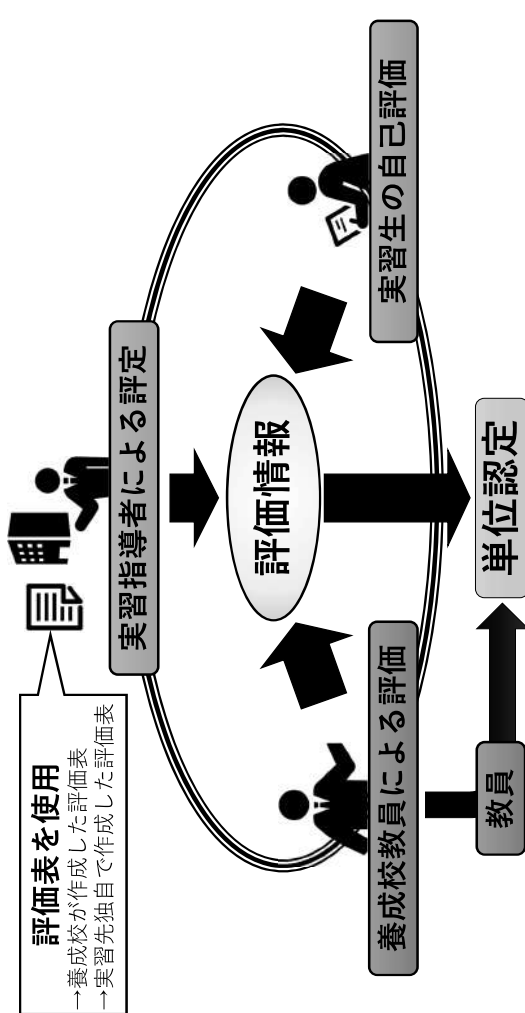 評価表を使用
→養成校が作成した評価表
→実習先独自で作成した評価表
実習指導者による評定
評価情報
養成校教員による評価
実習生の自己評価
教員
単位認定